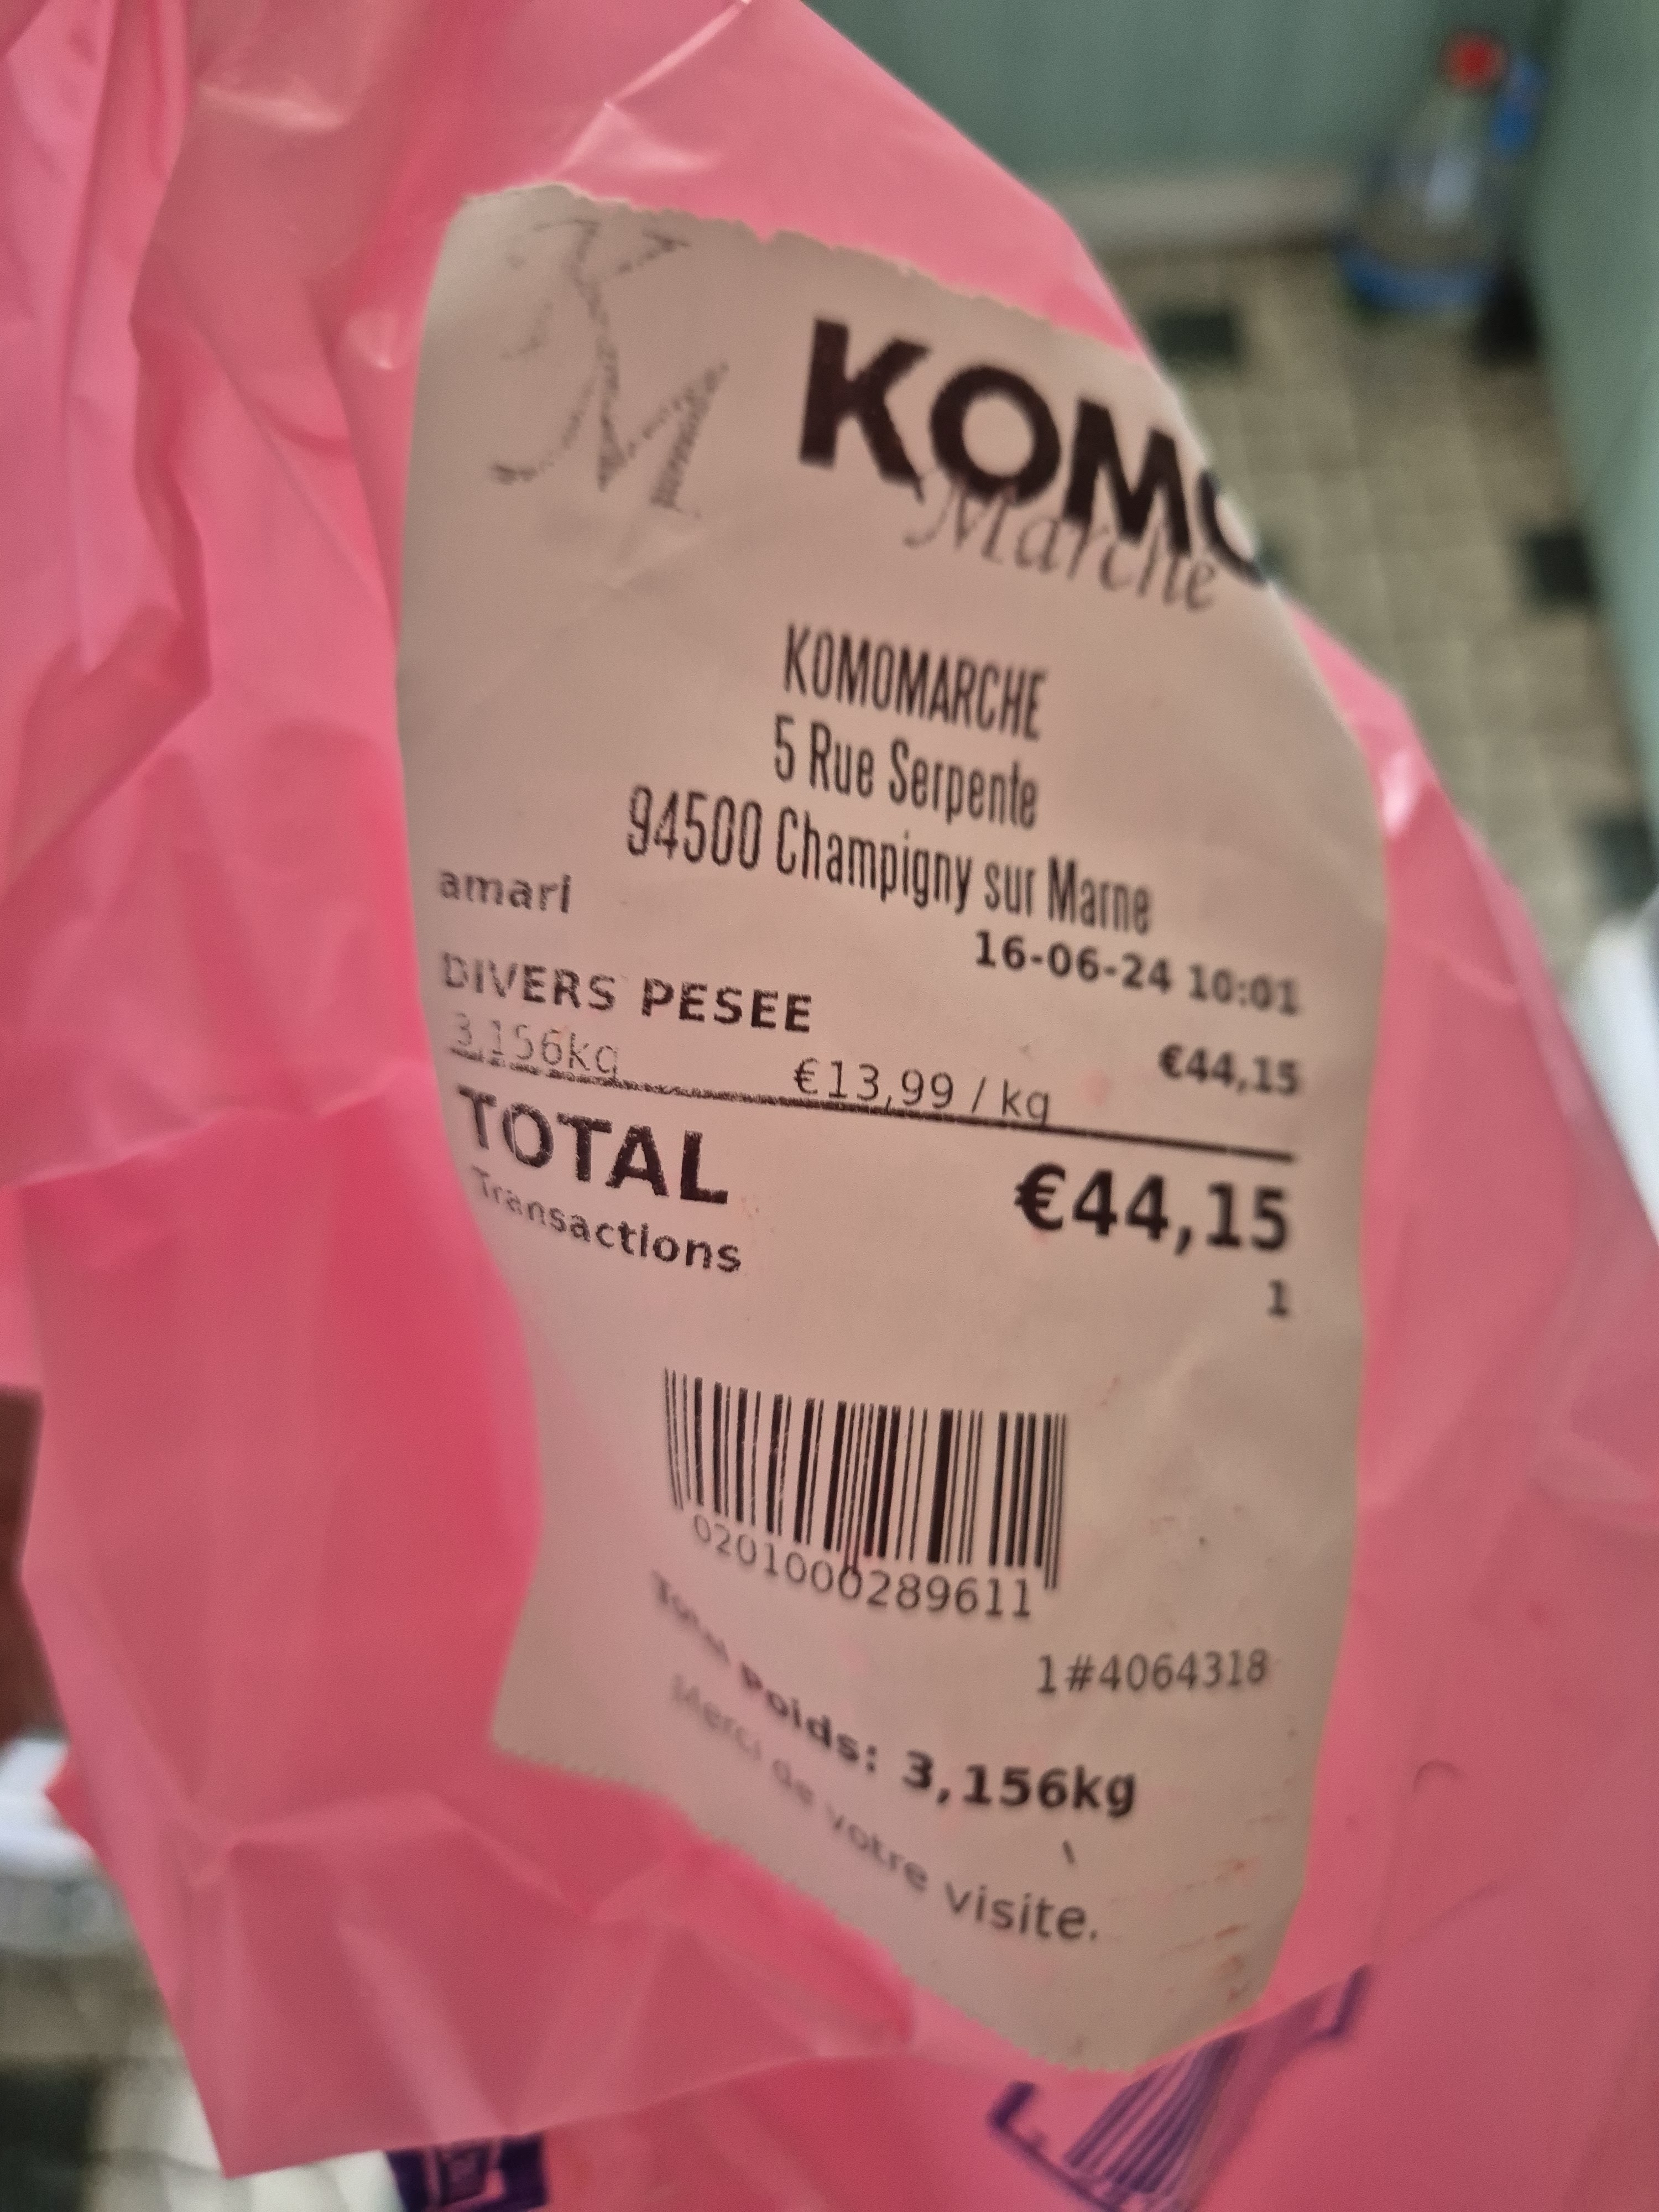 KM
KOMO
Marche
KOMOMARCHE
5 Rue Serpente
94500 Champigny sur Marne
amari
16-06-24 10:01
DIVERS PESEE €44,15
3,156kg €13,99 / kg
TOTAL €44,15
Transactions 1
0201000289611
1#4064318
Total Poids: 3,156kg
Merci de votre visite.